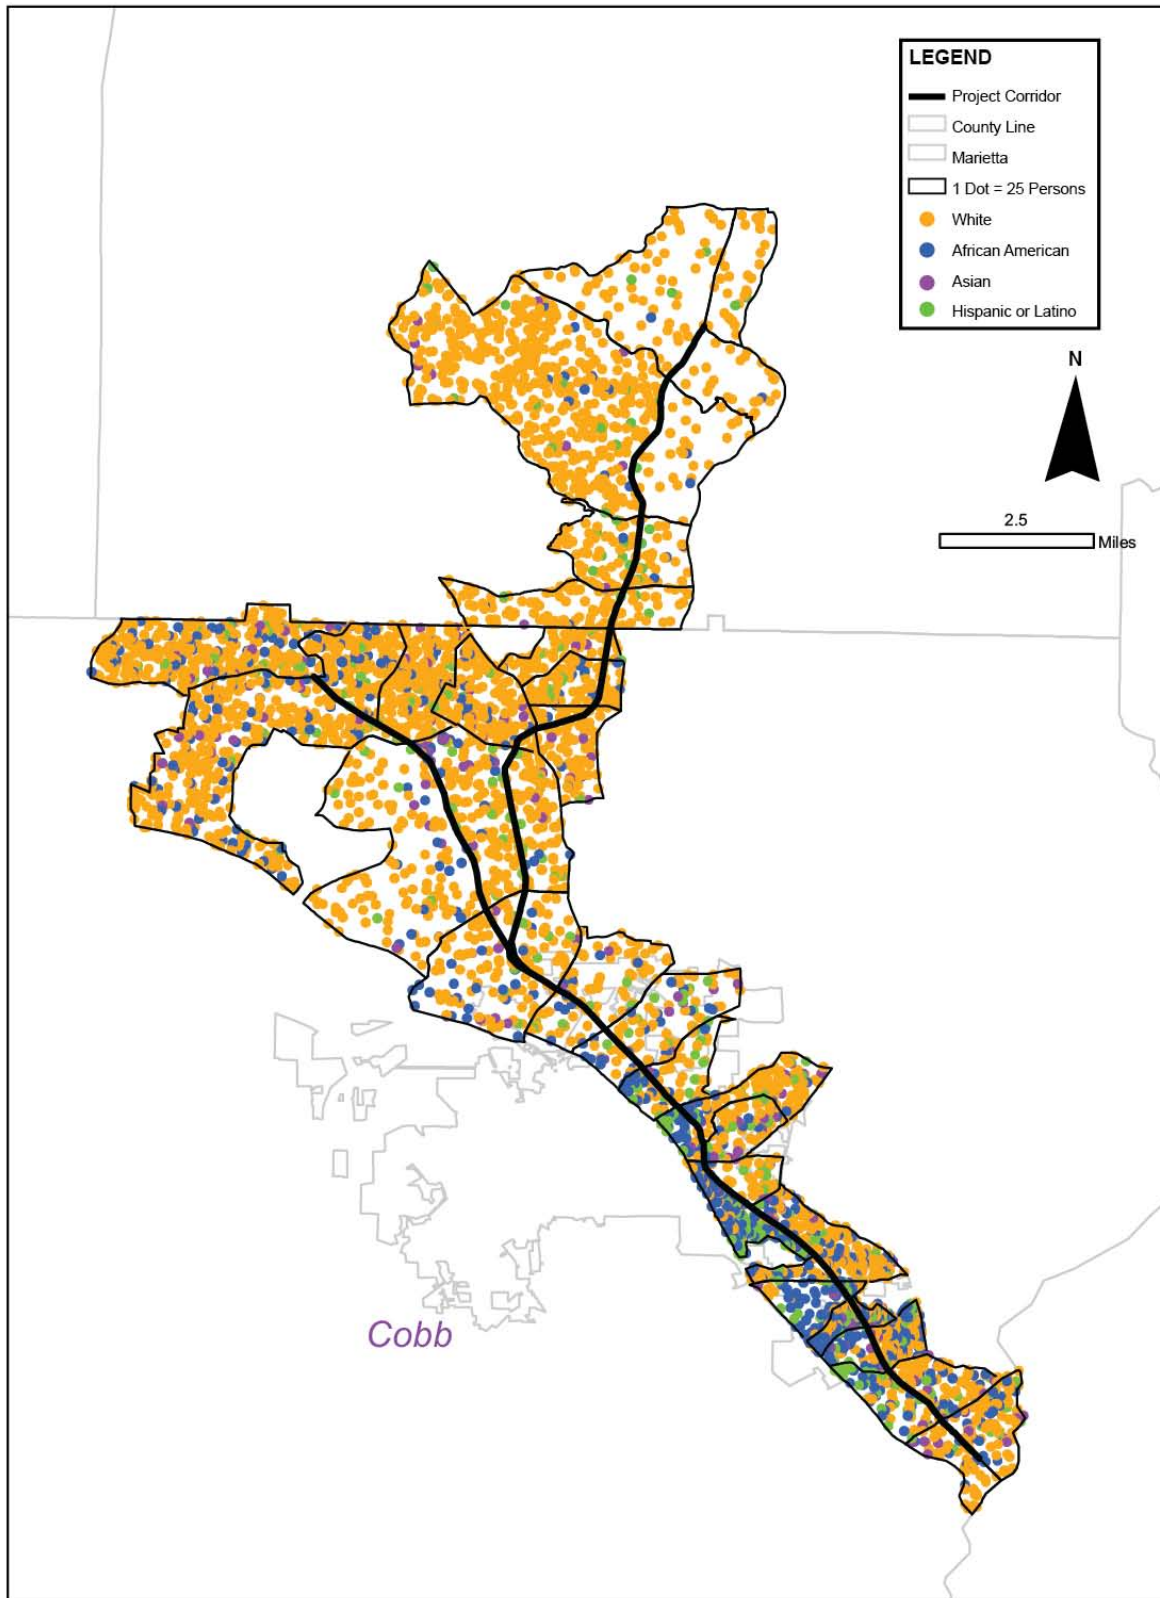 LEGEND
Project Corridor
County Line
Marietta
1 Dot = 25 Persons
White
African American
Asian
Hispanic or Latino
N
2.5
Miles
Cobb